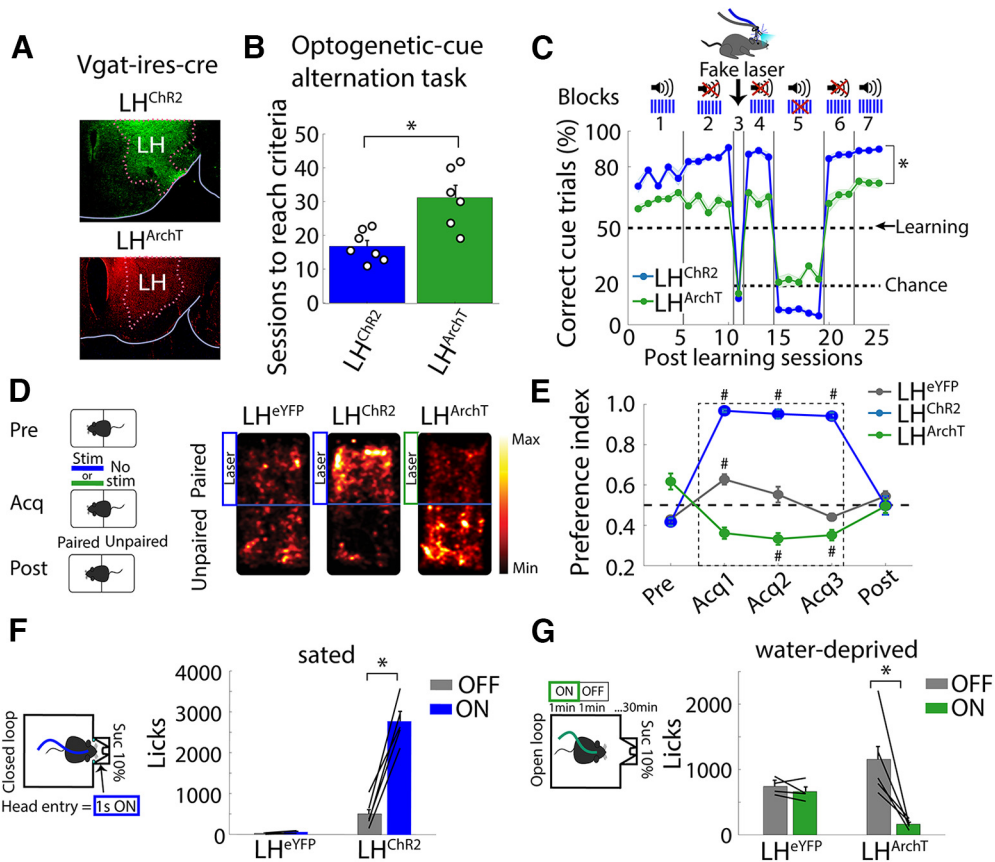 A
Vgat-ires-cre
LH^ChR2
LH
LH^ArchT
LH
B
Optogenetic-cue
alternation task
*
Sessions to reach criteria
50
40
30
20
10
0
LH^ChR2
LH^ArchT
C
Fake laser
Blocks
1 2 3 4 5 6 7
Correct cue trials (%)
100
80
50
20
0
*
Learning
Chance
LH^ChR2
LH^ArchT
0 5 10 15 20 25
Post learning sessions
D
Pre
Stim
or
No
stim
Acq
Paired Unpaired
Post
LH^eYFP LH^ChR2 LH^ArchT
Laser Laser Laser
Paired
Unpaired
Max
Min
E
Preference index
1.0
0.8
0.6
0.4
0.2
# # #
#
# #
LH^eYFP
LH^ChR2
LH^ArchT
Pre Acq1 Acq2 Acq3 Post
F
sated
Closed loop
Suc 10%
Head entry = 1s ON
Licks
4000
3000
2000
1000
0
*
OFF
ON
LH^eYFP LH^ChR2
G
water-deprived
ON OFF
1min 1min ...30min
Open loop
Suc 10%
Licks
2000
1000
0
*
OFF
ON
LH^eYFP LH^ArchT